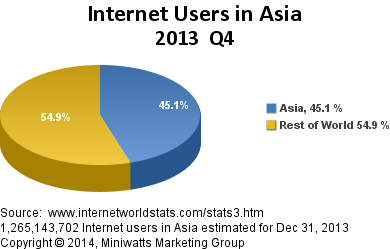 Internet Users in Asia
2013 Q4
45.1%
54.9%
Asia, 45.1 %
Rest of World 54.9 %
Source: www.internetworldstats.com/stats3.htm
1,265,143,702 Internet users in Asia estimated for Dec 31, 2013
Copyright © 2014, Miniwatts Marketing Group